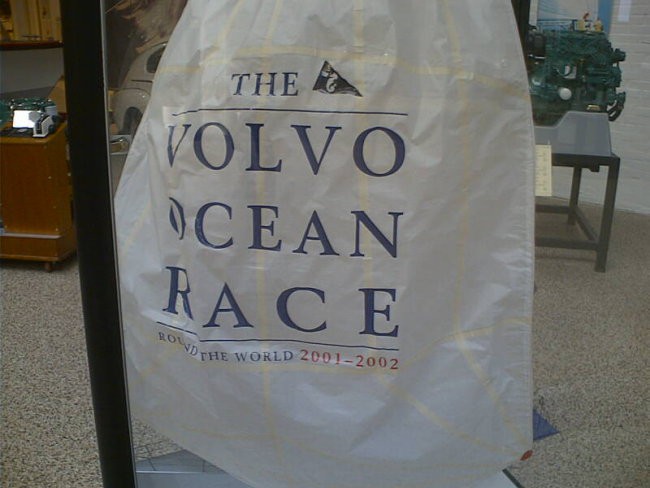 THE
VOLVO
OCEAN
RACE
ROUND THE WORLD 2001-2002